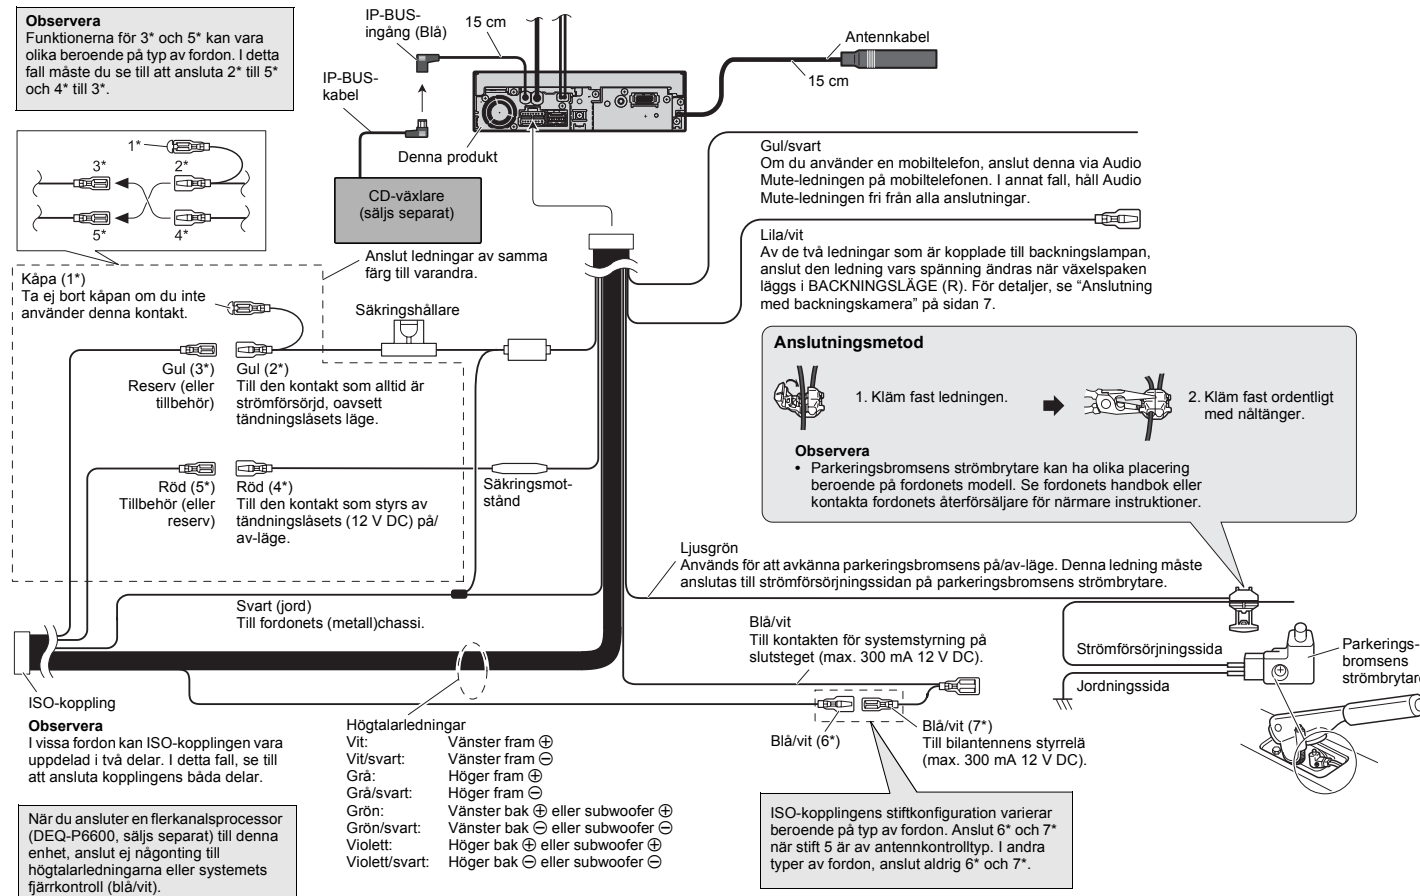 Observera
Funktionerna för 3* och 5* kan vara
olika beroende på typ av fordon. I detta
fall måste du se till att ansluta 2* till 5*
och 4* till 3*.
IP-BUS-
ingång (Blå)
15 cm
Antennkabel
15 cm
IP-BUS-
kabel
Denna produkt
CD-växlare
(säljs separat)
1*
3*
2*
5*
4*
Anslut ledningar av samma
färg till varandra.
Gul/svart
Om du använder en mobiltelefon, anslut denna via Audio
Mute-ledningen på mobiltelefonen. I annat fall, håll Audio
Mute-ledningen fri från alla anslutningar.
Lila/vit
Av de två ledningar som är kopplade till backningslampan,
anslut den ledning vars spänning ändras när växelspaken
läggs i BACKNINGSLÄGE (R). För detaljer, se “Anslutning
med backningskamera” på sidan 7.
Kåpa (1*)
Ta ej bort kåpan om du inte
använder denna kontakt.
Säkringshållare
Gul (3*)
Reserv (eller
tillbehör)
Gul (2*)
Till den kontakt som alltid är
strömförsörjd, oavsett
tändningslåsets läge.
Röd (5*)
Tillbehör (eller
reserv)
Röd (4*)
Till den kontakt som styrs av
tändningslåsets (12 V DC) på/
av-läge.
Säkringsmot-
stånd
Anslutningsmetod
1. Kläm fast ledningen.
2. Kläm fast ordentligt
med nåltänger.
Observera
• Parkeringsbromsens strömbrytare kan ha olika placering
beroende på fordonets modell. Se fordonets handbok eller
kontakta fordonets återförsäljare för närmare instruktioner.
Ljusgrön
Används för att avkänna parkeringsbromsens på/av-läge. Denna ledning måste
anslutas till strömförsörjningssidan på parkeringsbromsens strömbrytare.
Svart (jord)
Till fordonets (metall)chassi.
Blå/vit
Till kontakten för systemstyrning på
slutsteget (max. 300 mA 12 V DC).
Strömförsörjningssida
Jordningssida
Parkerings-
bromsens
strömbrytare
ISO-koppling
Observera
I vissa fordon kan ISO-kopplingen vara
uppdelad i två delar. I detta fall, se till
att ansluta kopplingens båda delar.
När du ansluter en flerkanalsprocessor
(DEQ-P6600, säljs separat) till denna
enhet, anslut ej någonting till
högtalarledningarna eller systemets
fjärrkontroll (blå/vit).
Högtalarledningar
Vit: Vänster fram ⊕
Vit/svart: Vänster fram ⊖
Grå: Höger fram ⊕
Grå/svart: Höger fram ⊖
Grön: Vänster bak ⊕ eller subwoofer ⊕
Grön/svart: Vänster bak ⊖ eller subwoofer ⊖
Violett: Höger bak ⊕ eller subwoofer ⊕
Violett/svart: Höger bak ⊖ eller subwoofer ⊖
Blå/vit (6*)
Blå/vit (7*)
Till bilantennens styrrelä
(max. 300 mA 12 V DC).
ISO-kopplingens stiftkonfiguration varierar
beroende på typ av fordon. Anslut 6* och 7*
när stift 5 är av antennkontrolltyp. I andra
typer av fordon, anslut aldrig 6* och 7*.